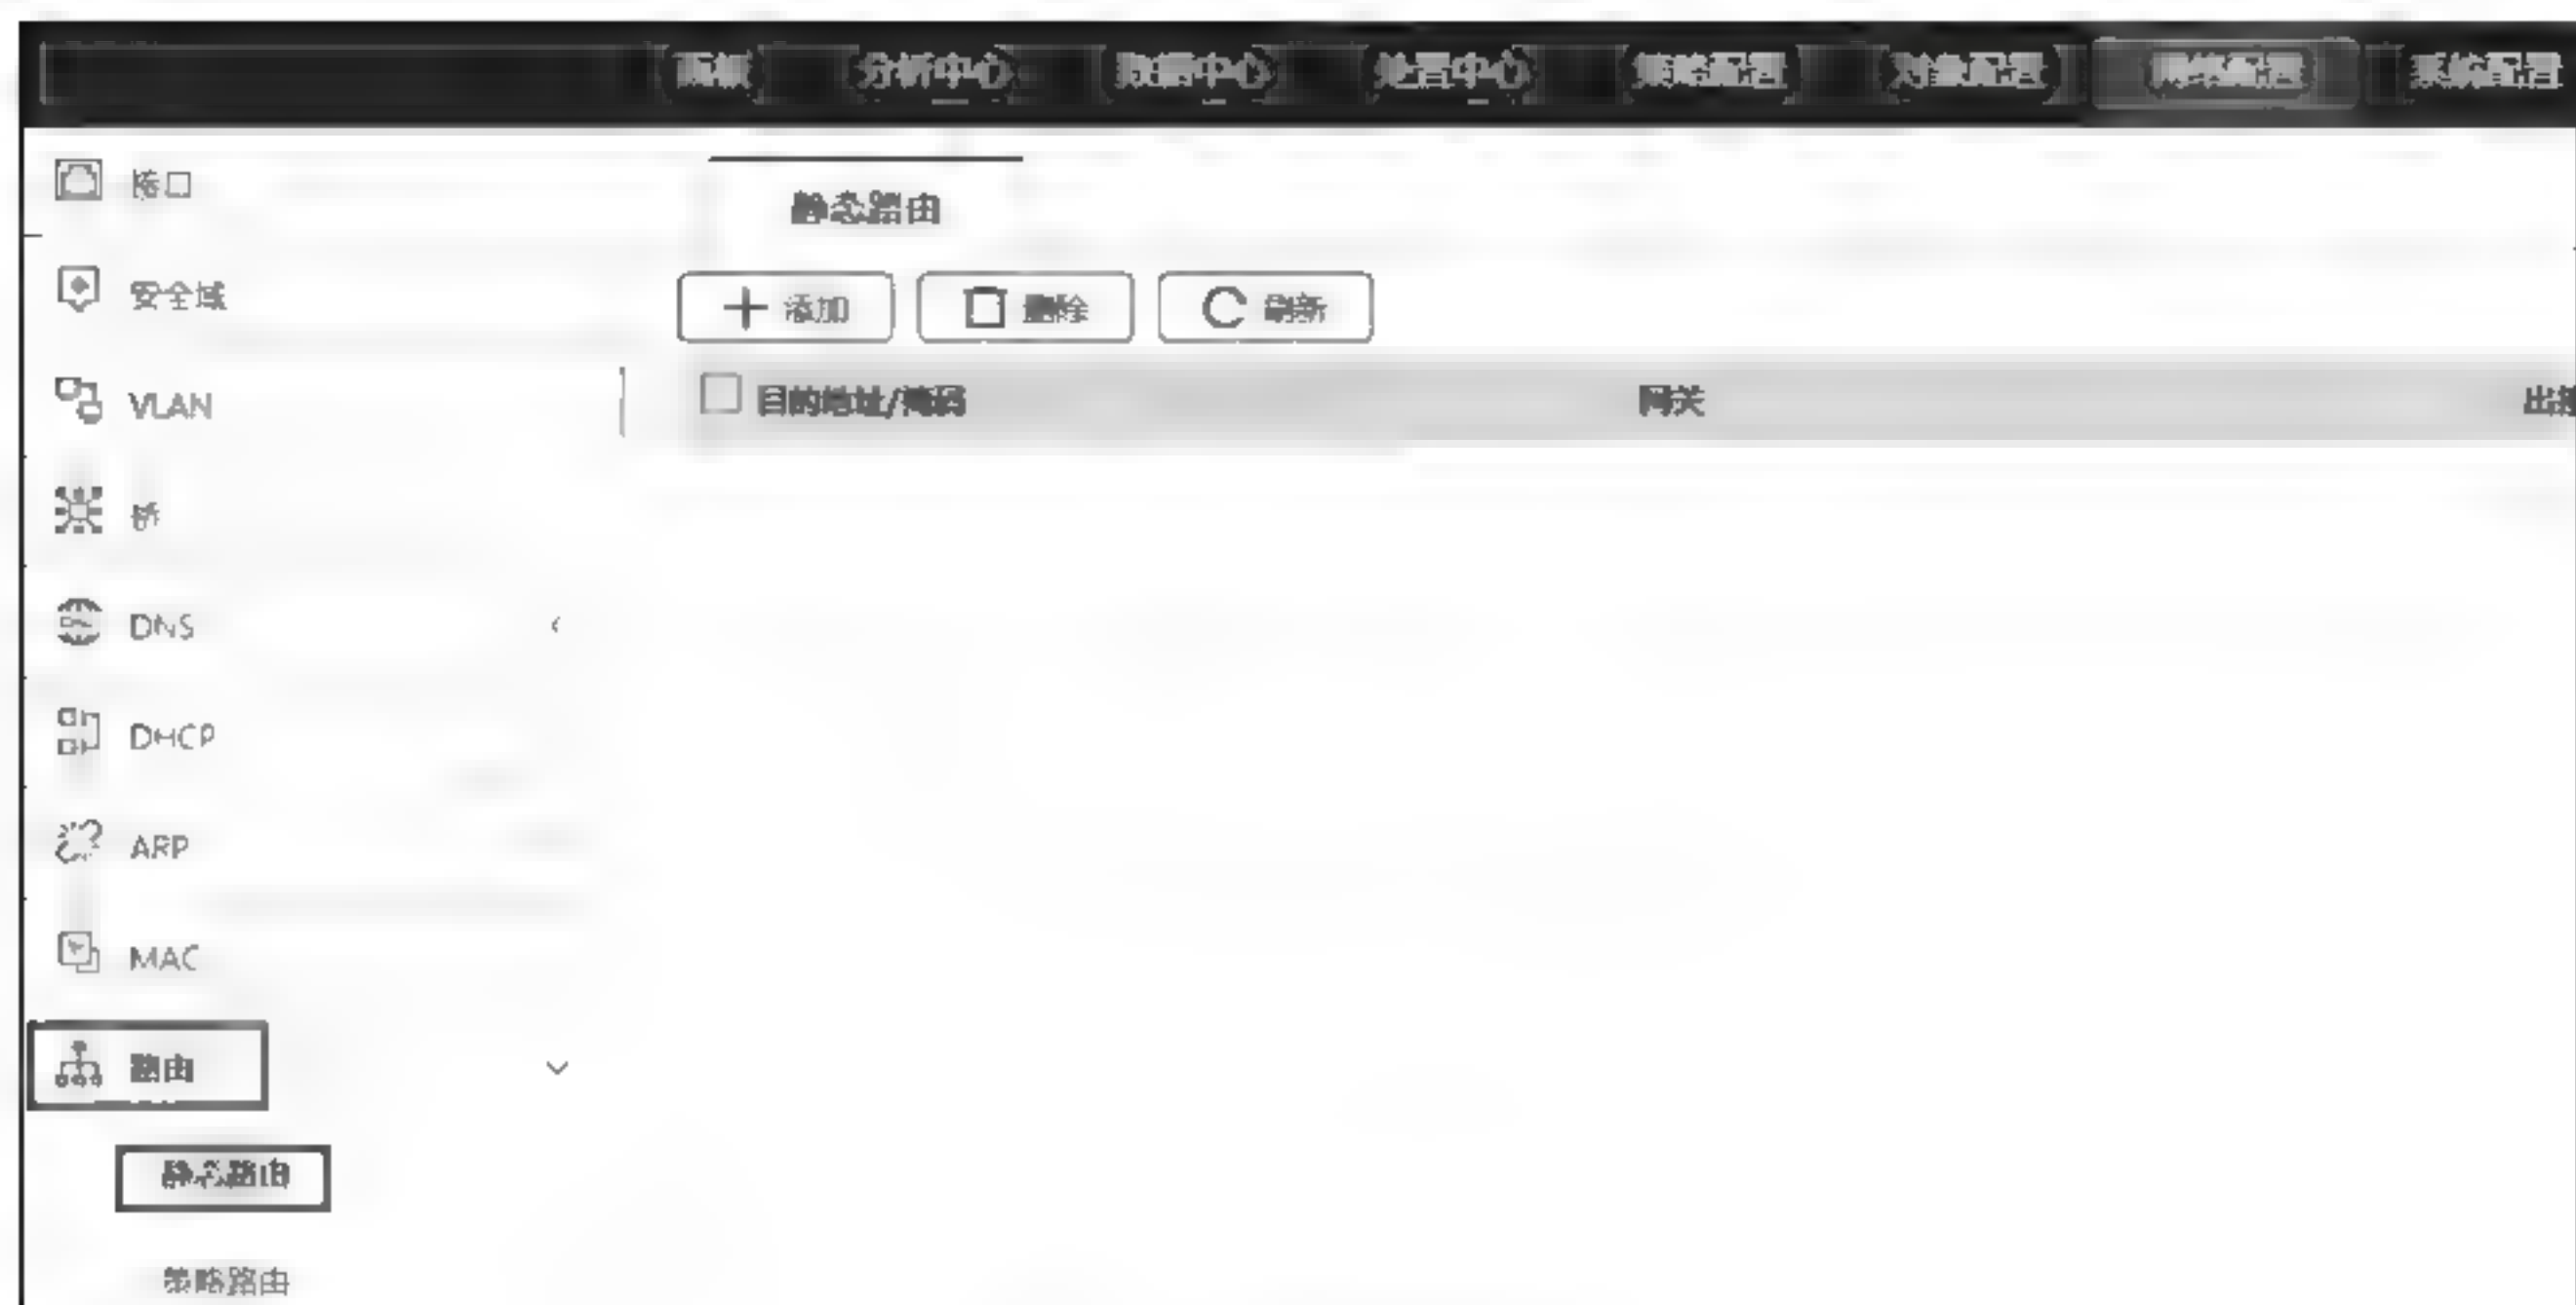 面板 分析中心 数据中心 处置中心 策略配置 对象配置 网络配置 系统配置
接口
静态路由
安全域
添加 删除 刷新
VLAN
目的地址/掩码 网关 出接
桥
DNS
DHCP
ARP
MAC
路由
静态路由
策略路由